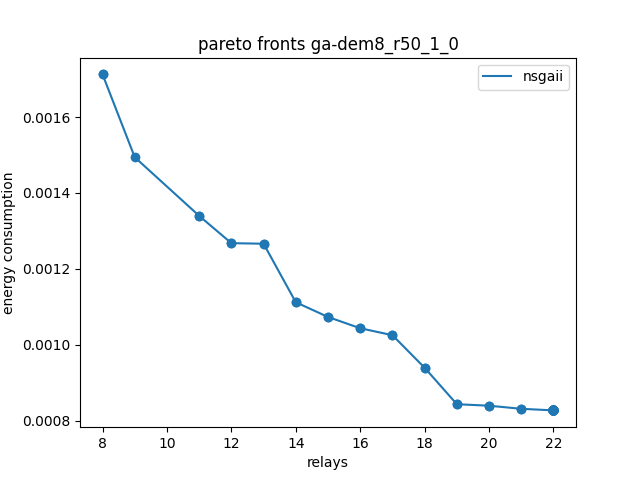 pareto fronts ga-dem8_r50_1_0
nsgaii
energy consumption
0.0016
0.0014
0.0012
0.0010
0.0008
8 10 12 14 16 18 20 22
relays